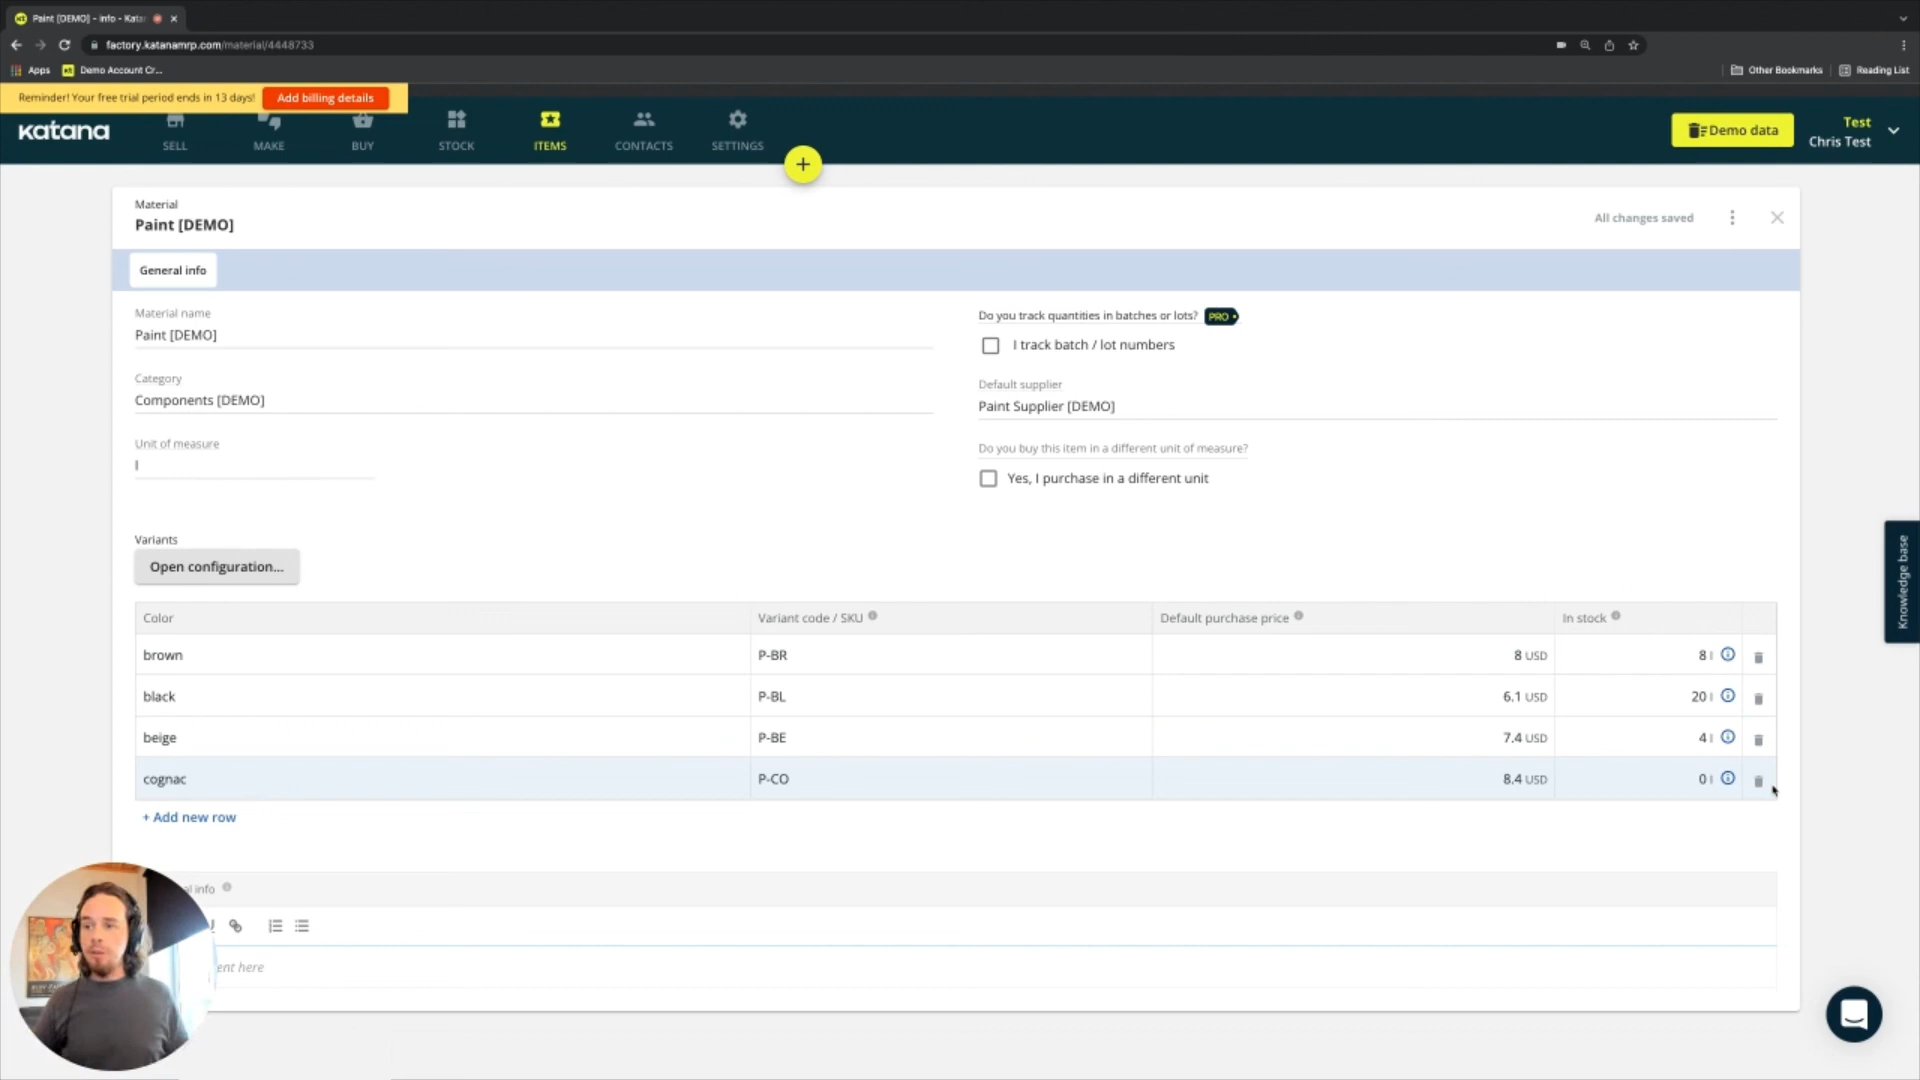 Paint [DEMO] - info - Kata
factory.katanamrp.com/material/4448733
Apps
Demo Account Cr...
Other Bookmarks
Reading List
Reminder! Your free trial period ends in 13 days!
Add billing details
katana
SELL
MAKE
BUY
STOCK
ITEMS
CONTACTS
SETTINGS
+
Demo data
Test
Chris Test
Material
Paint [DEMO]
All changes saved
General info
Material name
Paint [DEMO]
Do you track quantities in batches or lots? PRO
I track batch / lot numbers
Category
Components [DEMO]
Default supplier
Paint Supplier [DEMO]
Unit of measure
l
Do you buy this item in a different unit of measure?
Yes, I purchase in a different unit
Variants
Open configuration...
Color Variant code / SKU Default purchase price In stock
brown P-BR 8 USD 8 l
black P-BL 6.1 USD 20 l
beige P-BE 7.4 USD 4 l
cognac P-CO 8.4 USD 0 l
+ Add new row
info
here
Knowledge base